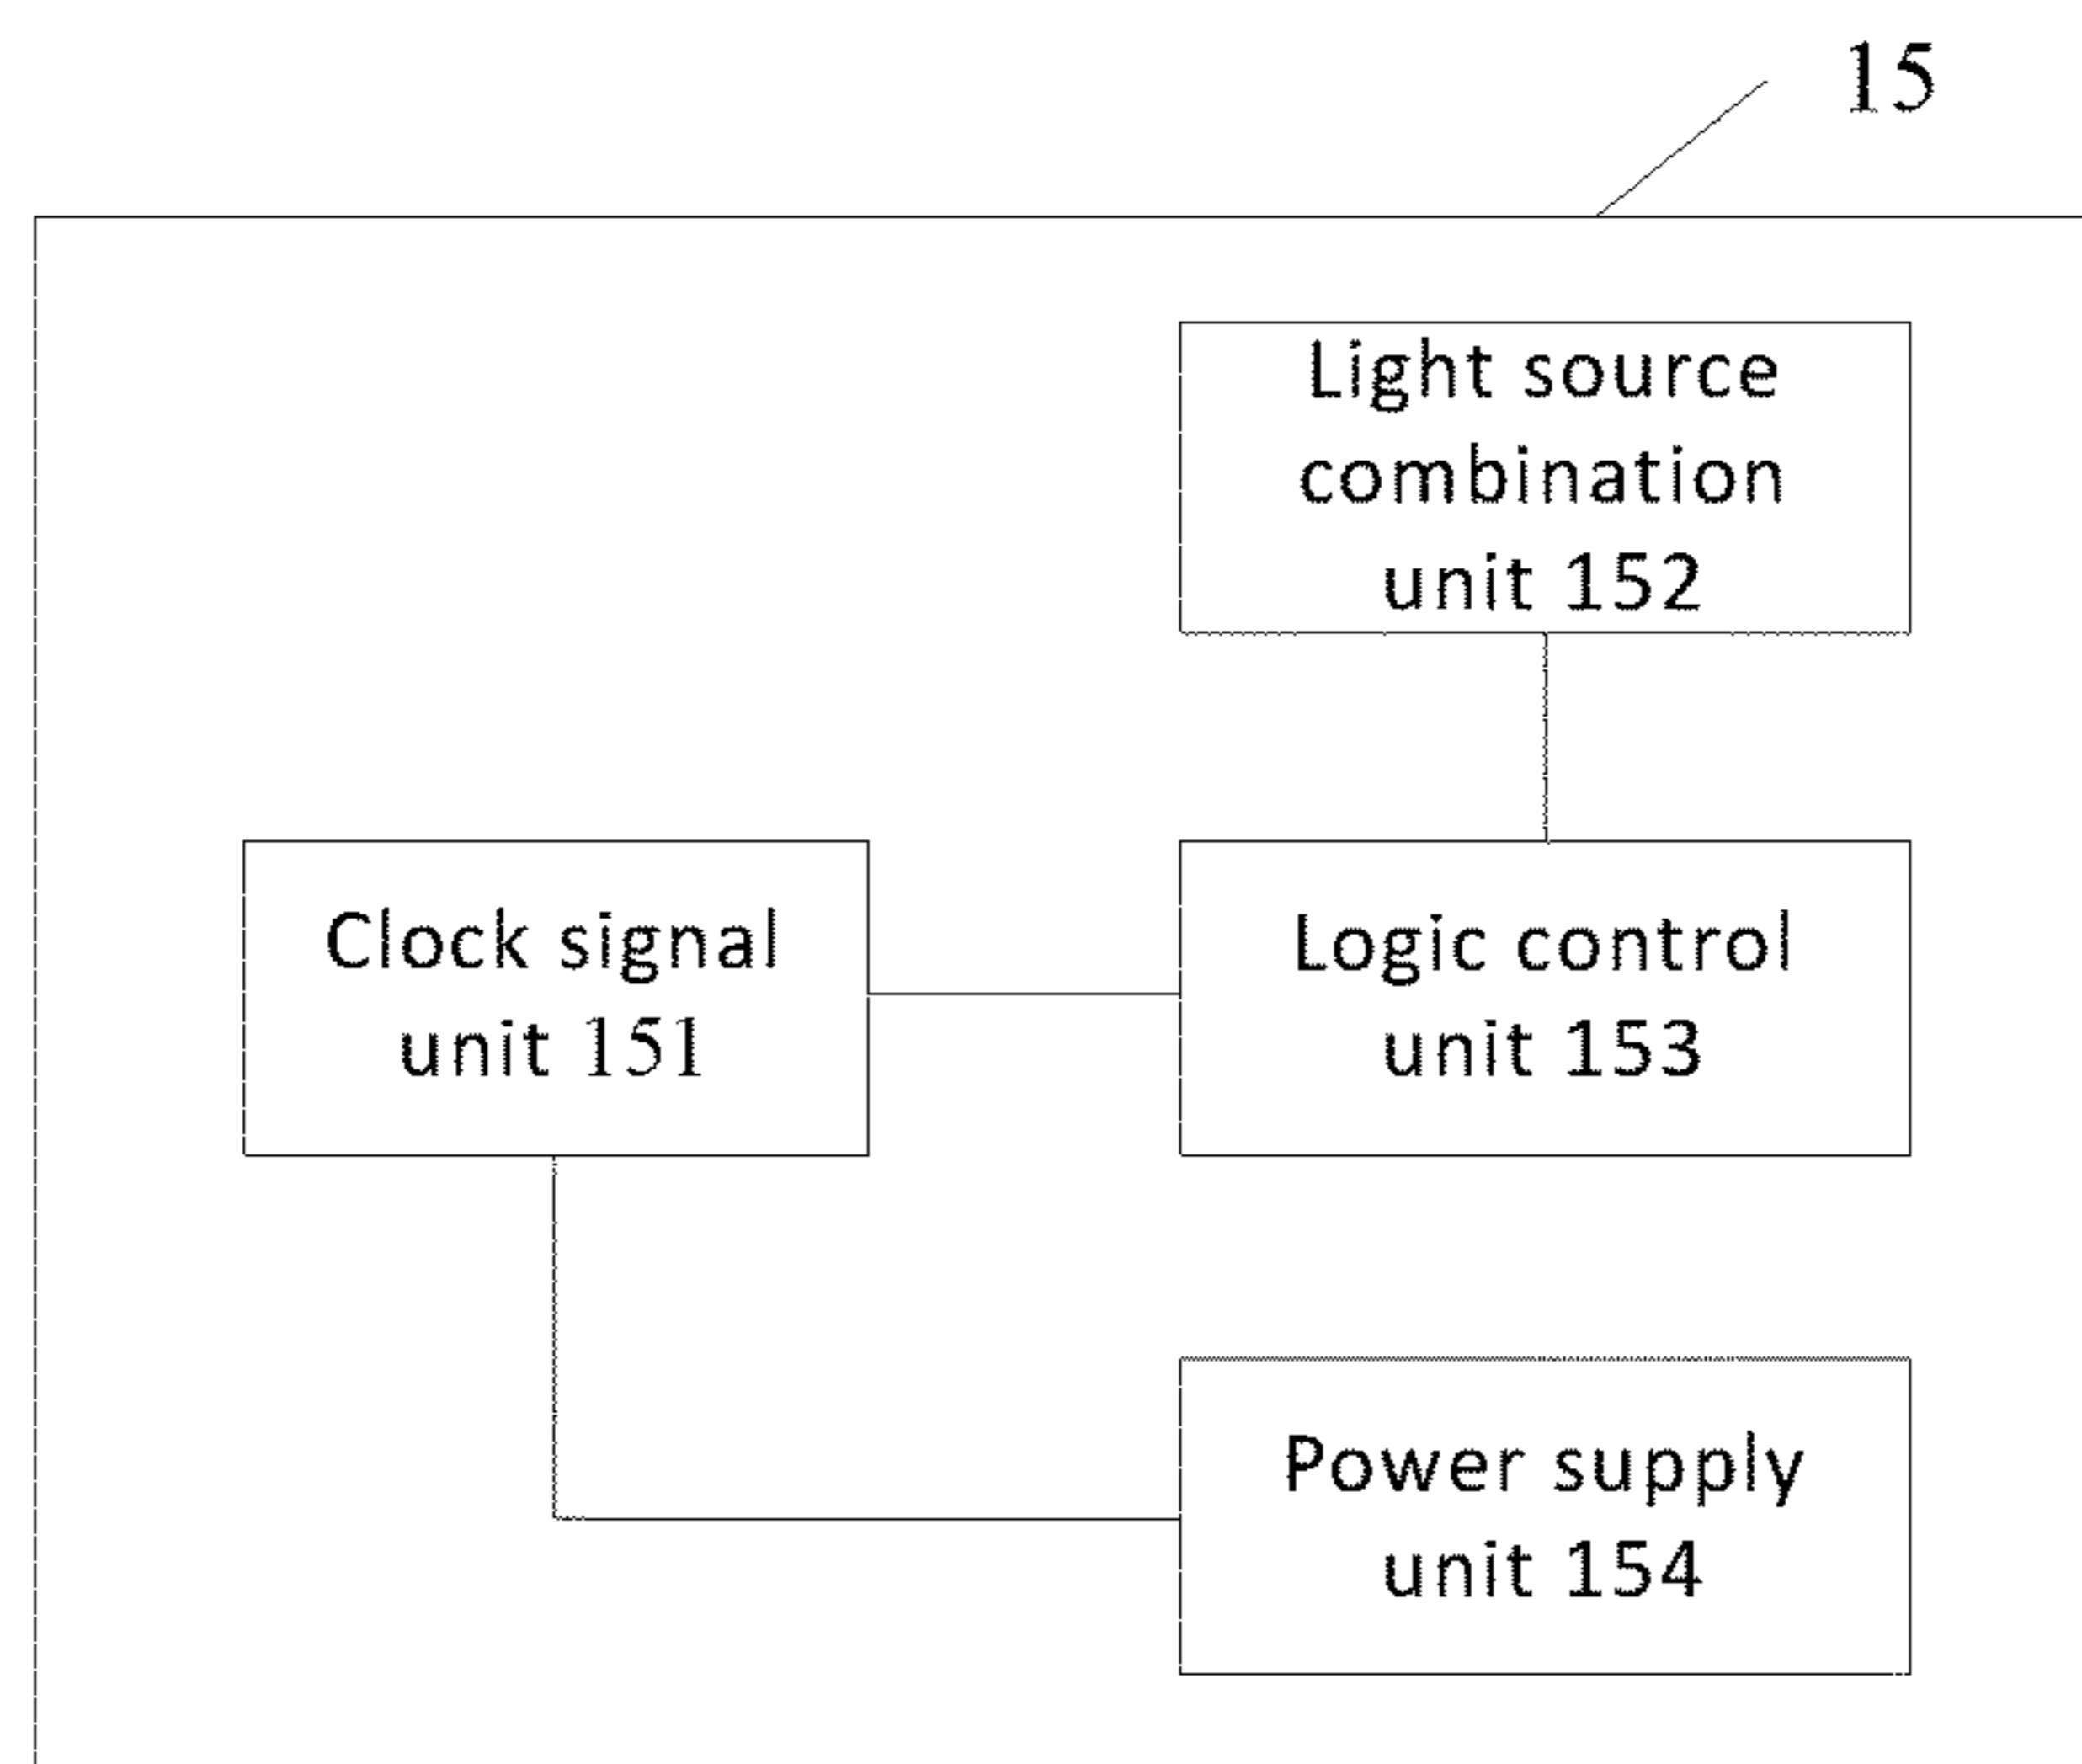 15
Light source
combination
unit 152
Clock signal
unit 151
Logic control
unit 153
Power supply
unit 154